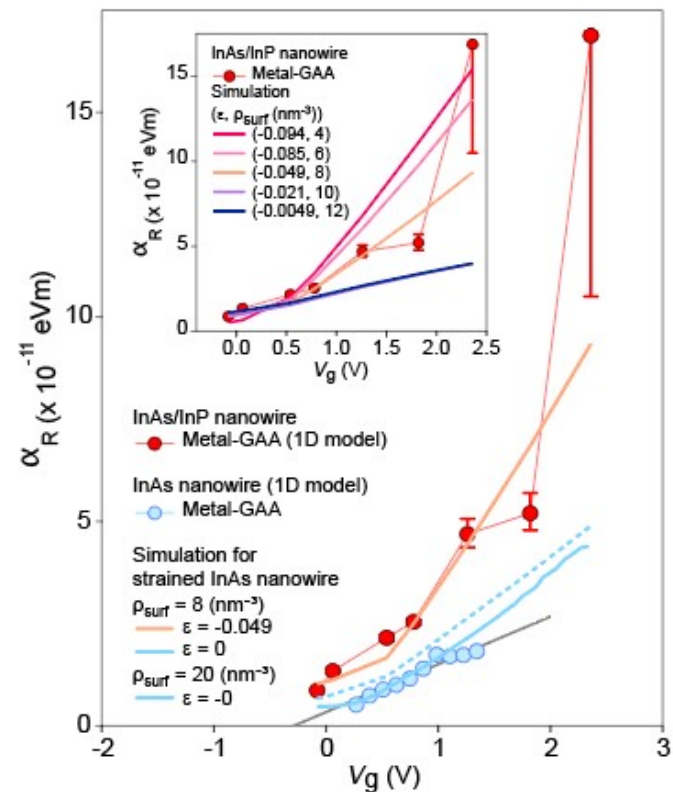 InAs/InP nanowire
Metal-GAA
Simulation
(ε, ρsurf (nm⁻³))
(-0.094, 4)
(-0.085, 6)
(-0.049, 8)
(-0.021, 10)
(-0.0049, 12)
15
10
5
0
αR (x 10⁻¹¹ eVm)
0.0 0.5 1.0 1.5 2.0 2.5
Vg (V)
15
10
5
0
αR (x 10⁻¹¹ eVm)
InAs/InP nanowire
Metal-GAA (1D model)
InAs nanowire (1D model)
Metal-GAA
Simulation for
strained InAs nanowire
ρsurf = 8 (nm⁻³)
ε = -0.049
ε = 0
ρsurf = 20 (nm⁻³)
ε = -0
-2 -1 0 1 2 3
Vg (V)